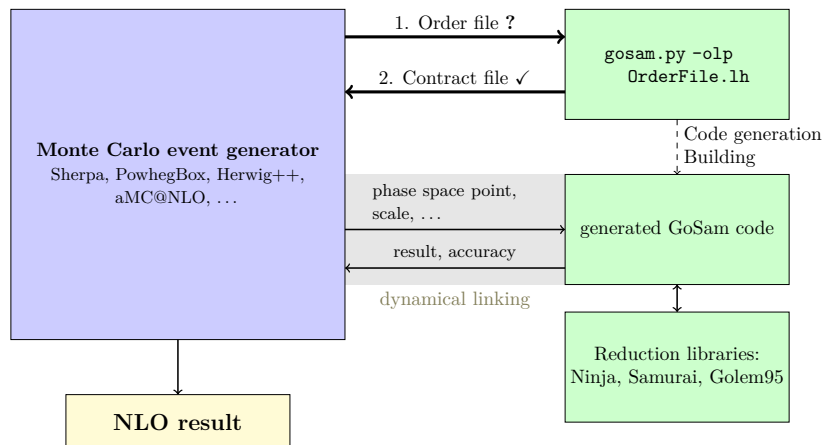 1. Order file ?
gosam.py -olp
OrderFile.lh
2. Contract file ✓
Code generation
Building
Monte Carlo event generator
Sherpa, PowhegBox, Herwig++,
aMC@NLO, ...
phase space point,
scale, ...
generated GoSam code
result, accuracy
dynamical linking
Reduction libraries:
Ninja, Samurai, Golem95
NLO result